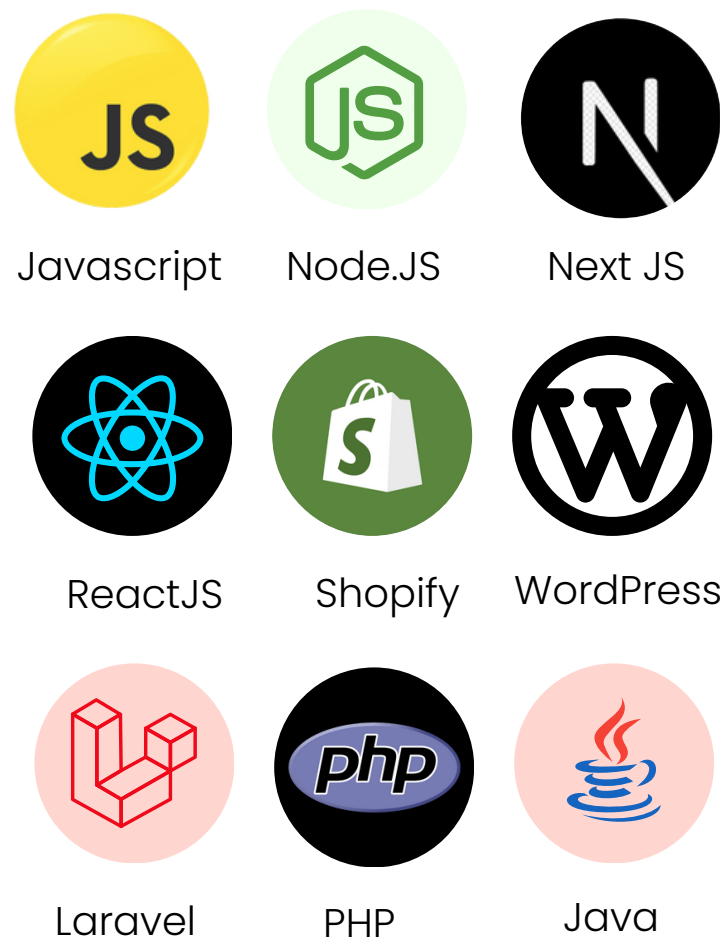 JS
JS
N
Javascript
Node.JS
Next JS
S
W
ReactJS
Shopify
WordPress
php
Laravel
PHP
Java